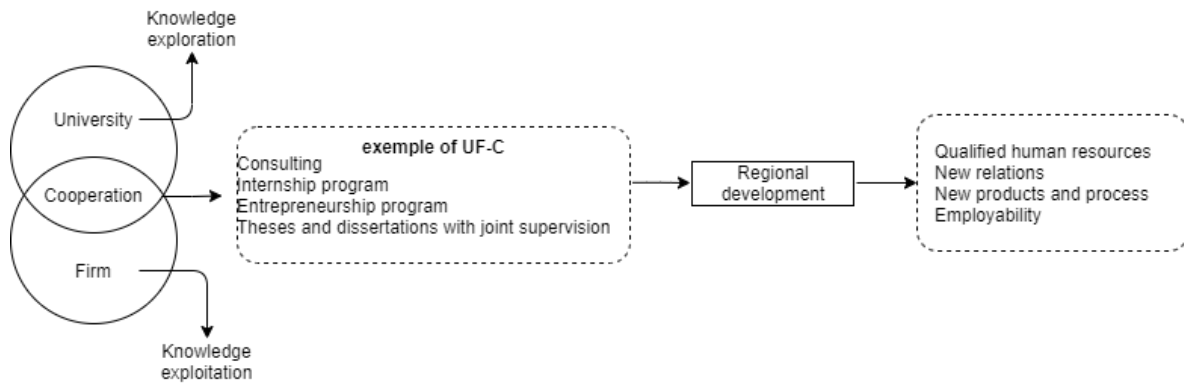 Knowledge
exploration
University
Cooperation
Firm
Knowledge
exploitation
exemple of UF-C
Consulting
Internship program
Entrepreneurship program
Theses and dissertations with joint supervision
Regional
development
Qualified human resources
New relations
New products and process
Employability